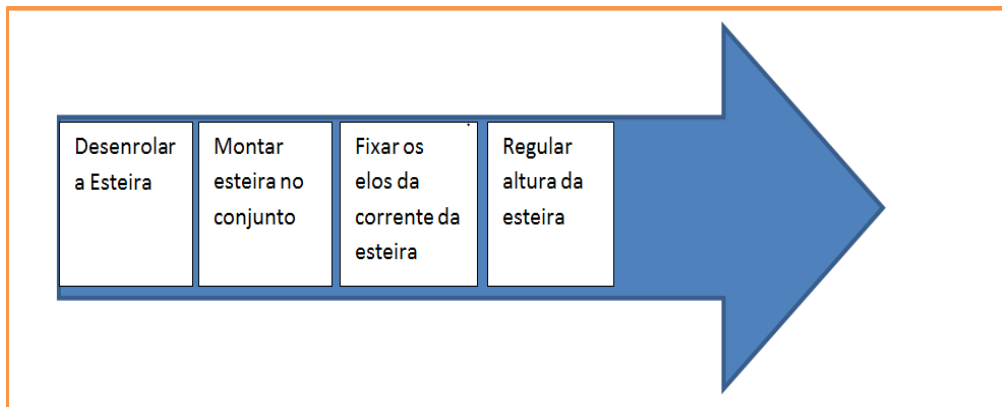 Desenrolar
a Esteira
Montar
esteira no
conjunto
Fixar os
elos da
corrente da
esteira
Regular
altura da
esteira